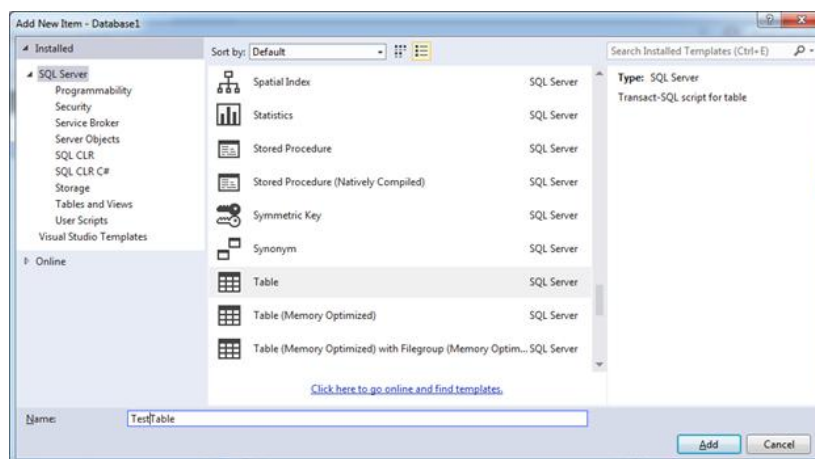 Add New Item - Database1
Installed
SQL Server
Programmability
Security
Service Broker
Server Objects
SQL CLR
SQL CLR C#
Storage
Tables and Views
User Scripts
Visual Studio Templates
Online
Sort by: Default
Search Installed Templates (Ctrl+E)
Spatial Index SQL Server
Statistics SQL Server
Stored Procedure SQL Server
Stored Procedure (Natively Compiled) SQL Server
Symmetric Key SQL Server
Synonym SQL Server
Table SQL Server
Table (Memory Optimized) SQL Server
Table (Memory Optimized) with Filegroup (Memory Optim... SQL Server
Click here to go online and find templates.
Type: SQL Server
Transact-SQL script for table
Name: TestTable
Add Cancel